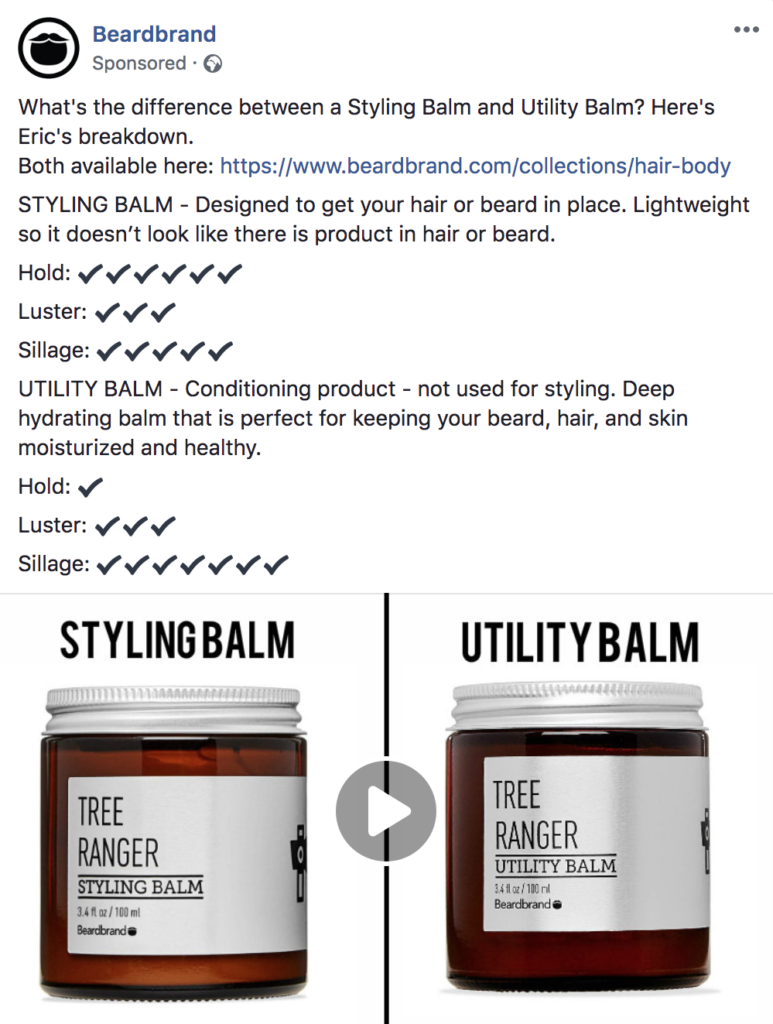 Beardbrand
Sponsored ·
What's the difference between a Styling Balm and Utility Balm? Here's
Eric's breakdown.
Both available here: https://www.beardbrand.com/collections/hair-body
STYLING BALM - Designed to get your hair or beard in place. Lightweight
so it doesn’t look like there is product in hair or beard.
Hold: ✔✔✔✔✔✔
Luster: ✔✔✔
Sillage: ✔✔✔✔✔
UTILITY BALM - Conditioning product - not used for styling. Deep
hydrating balm that is perfect for keeping your beard, hair, and skin
moisturized and healthy.
Hold: ✔
Luster: ✔✔✔
Sillage: ✔✔✔✔✔✔✔
STYLING BALM
TREE
RANGER
STYLING BALM
3.4 fl oz / 100 ml
Beardbrand
UTILITY BALM
TREE
RANGER
UTILITY BALM
3.4 fl oz / 100 ml
Beardbrand